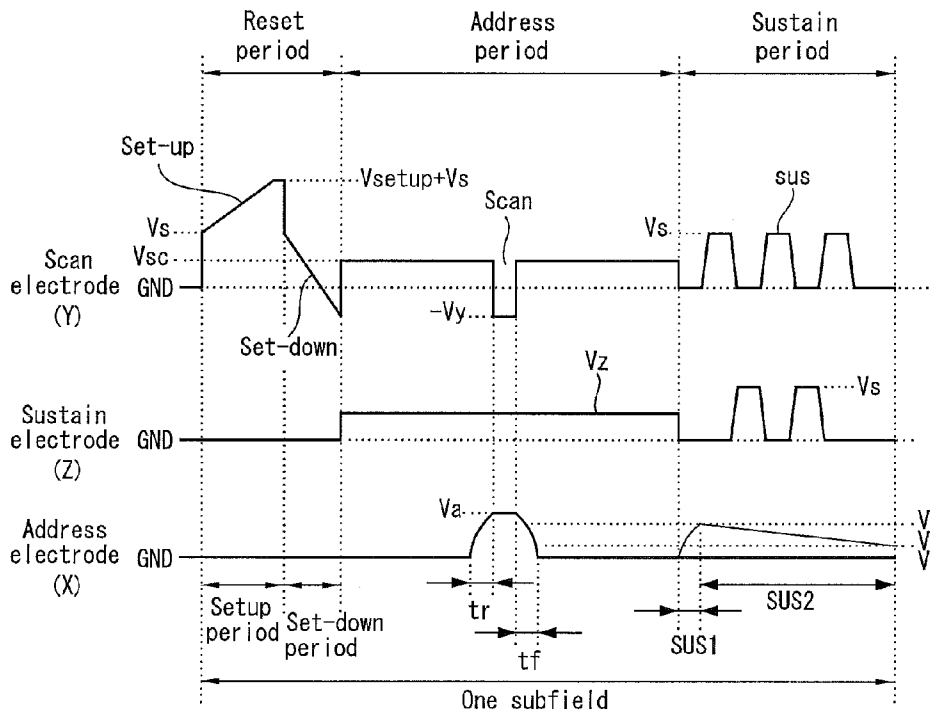 Reset period
Address period
Sustain period
Set-up
Vsetup+Vs
Scan
sus
Vs
Vs
Vsc
Scan electrode (Y)
GND
-Vy
Set-down
Vz
Vs
Sustain electrode (Z)
GND
Va
V
V
V
Address electrode (X)
GND
Setup period
Set-down period
tr
tf
SUS1
SUS2
One subfield